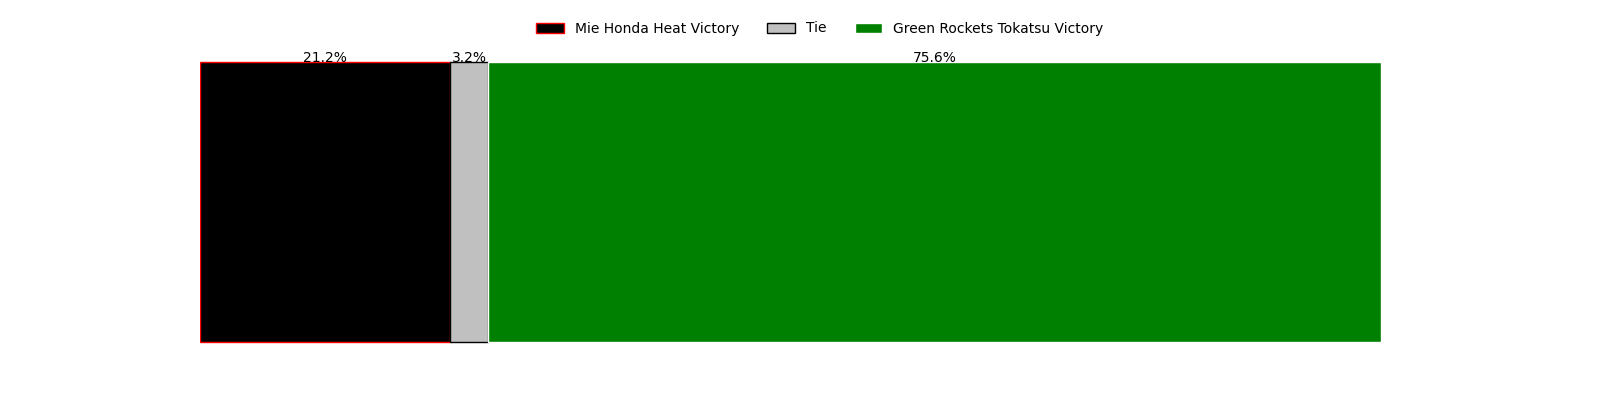 Mie Honda Heat Victory Tie Green Rockets Tokatsu Victory
21.2% 3.2% 75.6%